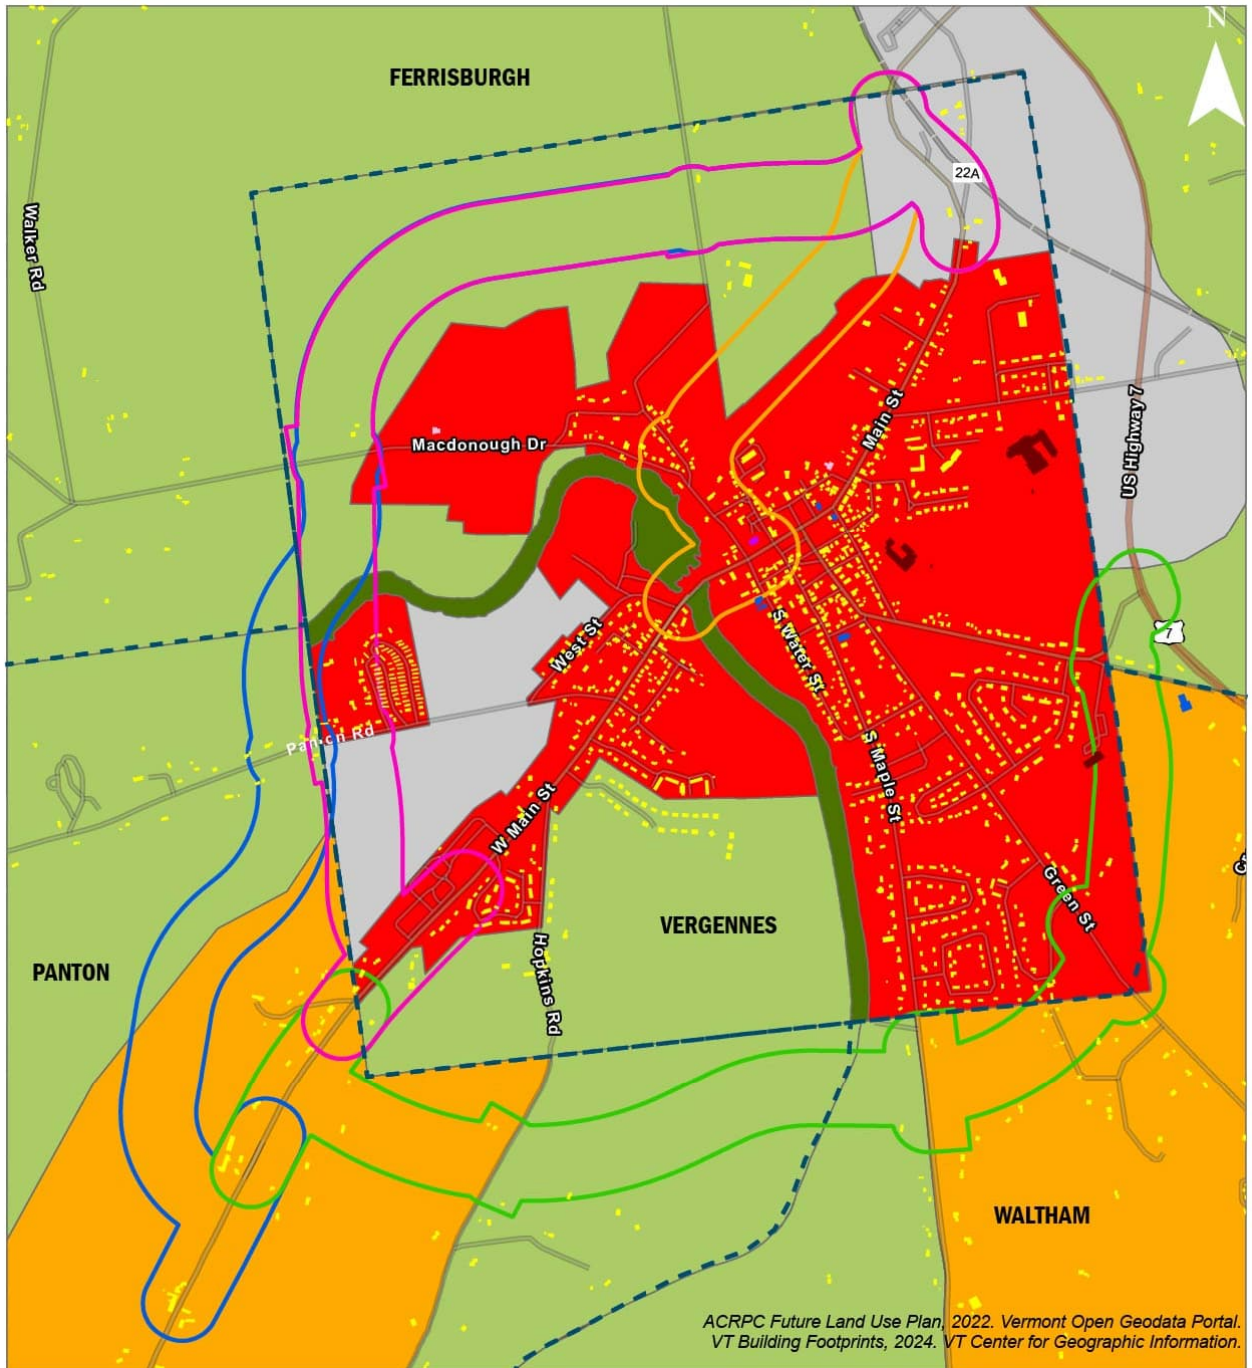 N
FERRISBURGH
22A
Walker Rd
Main St
US Highway 7
Macdonough Dr
West St
S Water St
7
Panton Rd
S Maple St
W Main St
Green St
VERGENNES
PANTON
Hopkins Rd
WALTHAM
ACRPC Future Land Use Plan, 2022. Vermont Open Geodata Portal.
VT Building Footprints, 2024. VT Center for Geographic Information.